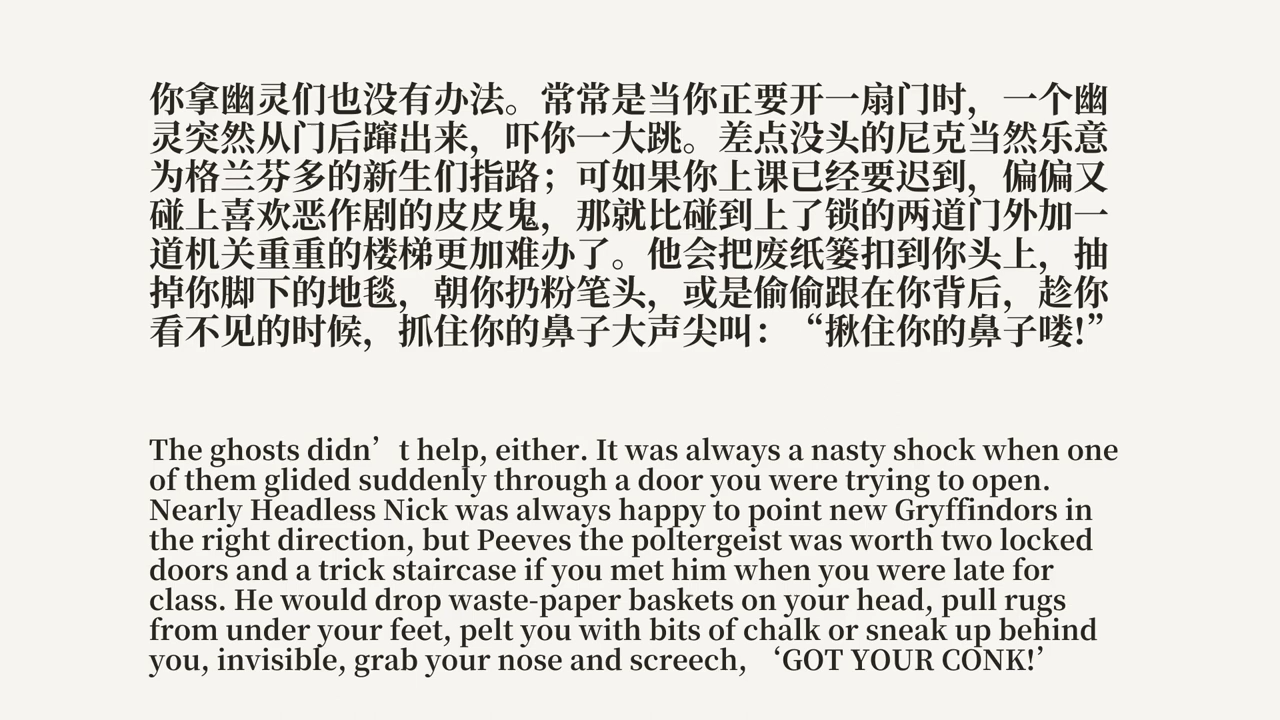 你拿幽灵们也没有办法。常常是当你正要开一扇门时，一个幽
灵突然从门后蹿出来，吓你一大跳。差点没头的尼克当然乐意
为格兰芬多的新生们指路；可如果你上课已经要迟到，偏偏又
碰上喜欢恶作剧的皮皮鬼，那就比碰到上了锁的两道门外加一
道机关重重的楼梯更加难办了。他会把废纸篓扣到你头上，抽
掉你脚下的地毯，朝你扔粉笔头，或是偷偷跟在你背后，趁你
看不见的时候，抓住你的鼻子大声尖叫：“揪住你的鼻子喽!”
The ghosts didn’t help, either. It was always a nasty shock when one
of them glided suddenly through a door you were trying to open.
Nearly Headless Nick was always happy to point new Gryffindors in
the right direction, but Peeves the poltergeist was worth two locked
doors and a trick staircase if you met him when you were late for
class. He would drop waste-paper baskets on your head, pull rugs
from under your feet, pelt you with bits of chalk or sneak up behind
you, invisible, grab your nose and screech, ‘GOT YOUR CONK!’